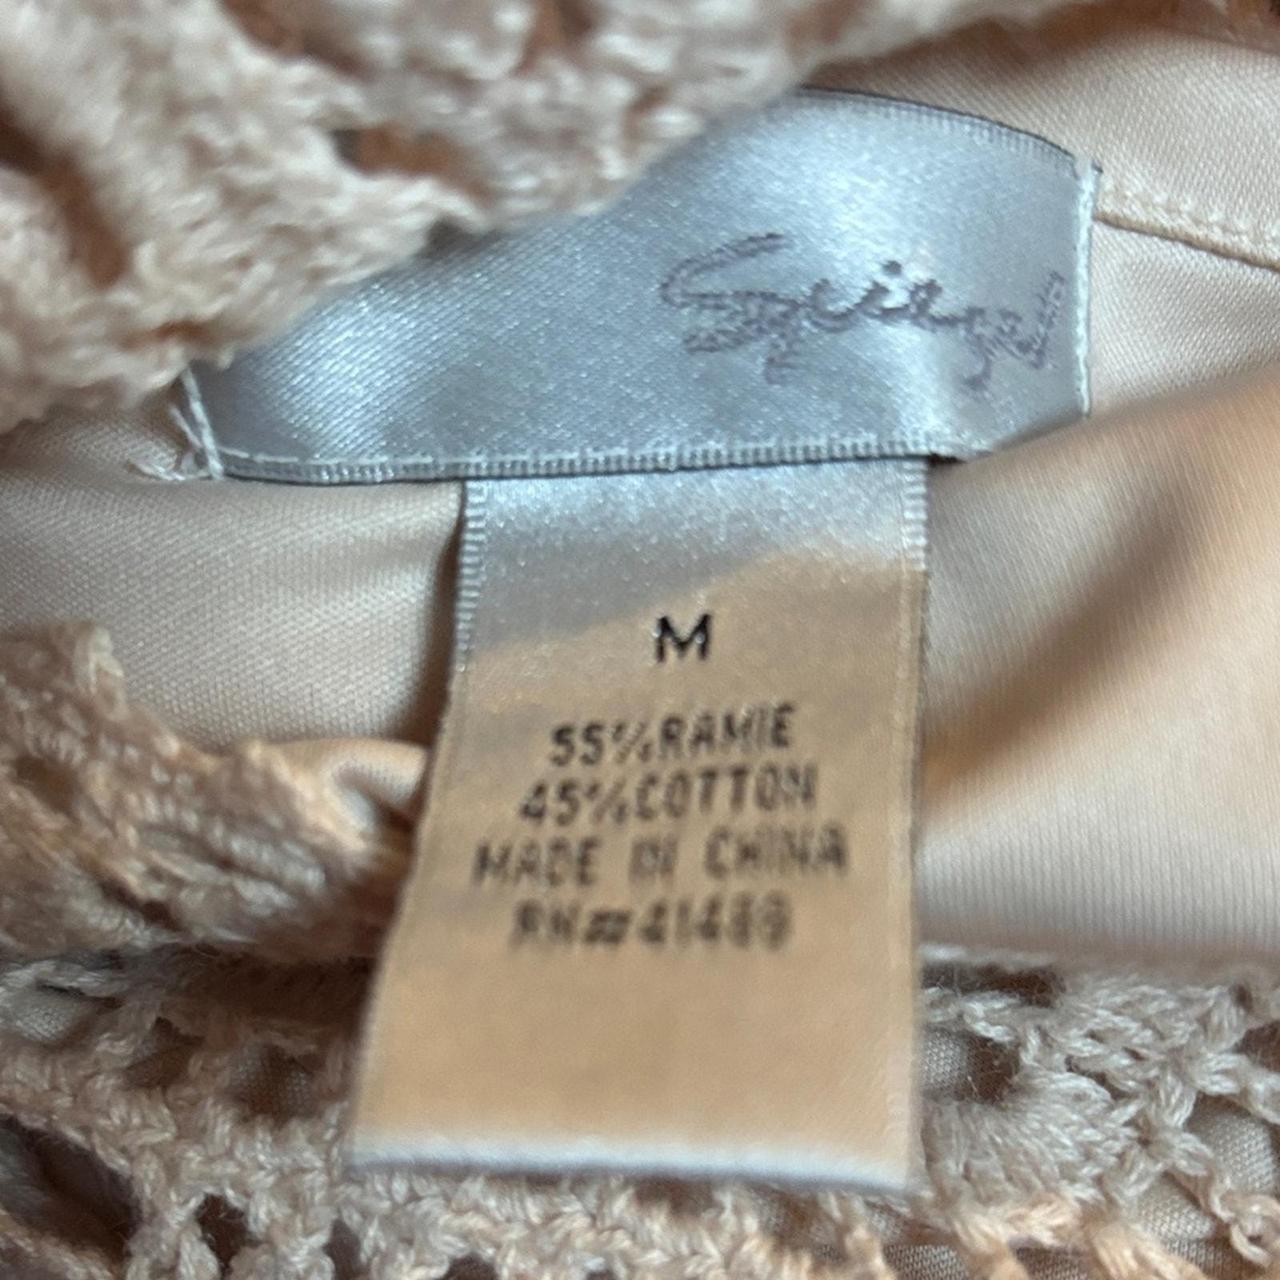 Spiegel
M
55%RAMIE
45%COTTON
MADE IN CHINA
RN#41489